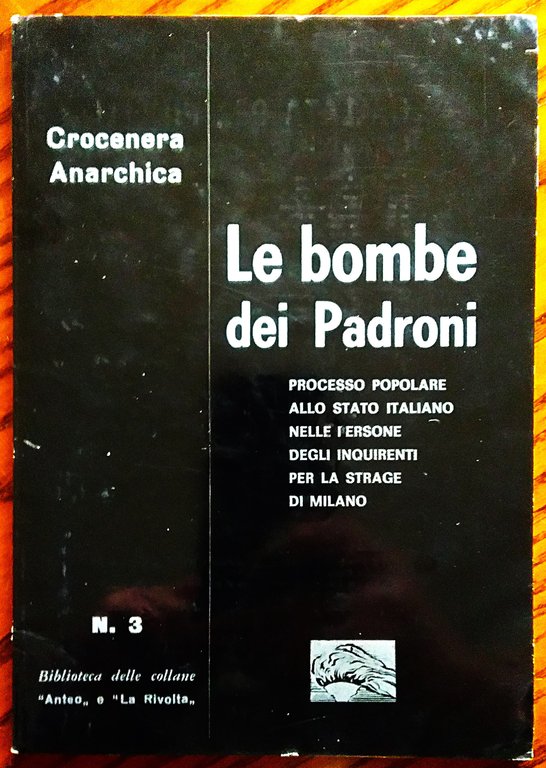 Crocenera
Anarchica
Le bombe
dei Padroni
PROCESSO POPOLARE
ALLO STATO ITALIANO
NELLE PERSONE
DEGLI INQUIRENTI
PER LA STRAGE
DI MILANO
N. 3
Biblioteca delle collane
"Anteo„ e "La Rivolta„